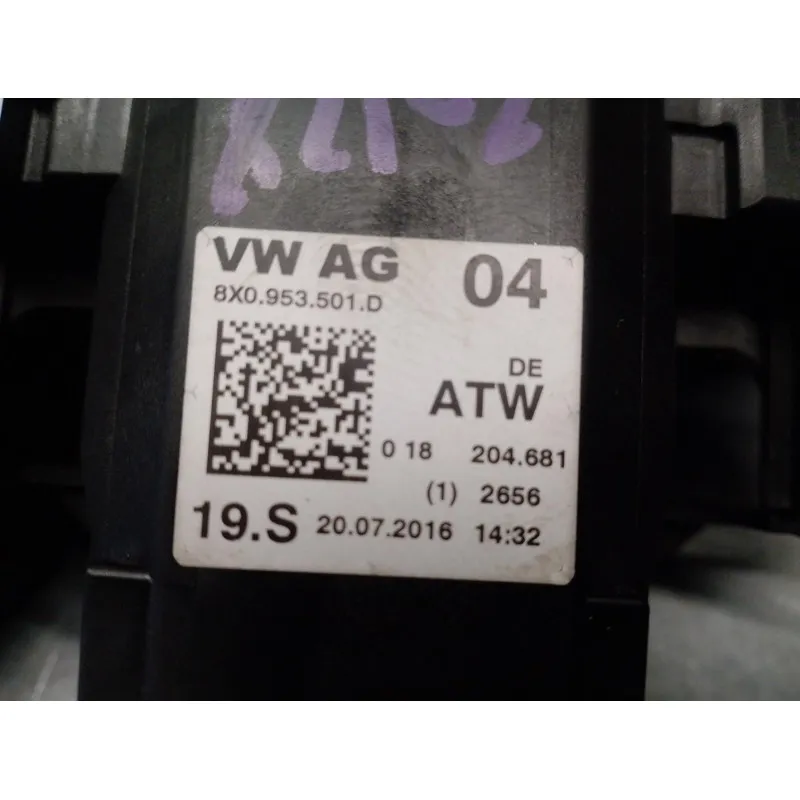 VW AG 04
8X0.953.501.D
DE
ATW
0 18 204.681
(1) 2656
19.S 20.07.2016 14:32